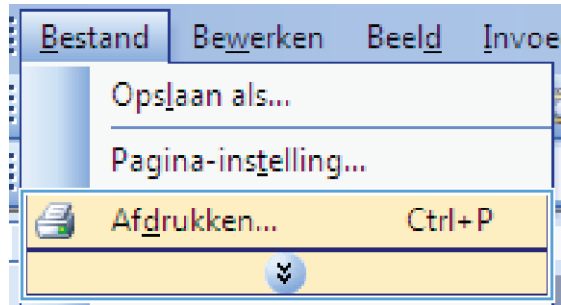 Bestand Bewerken Beeld Invoe
Opslaan als...
Pagina-instelling...
Afdrukken... Ctrl+P